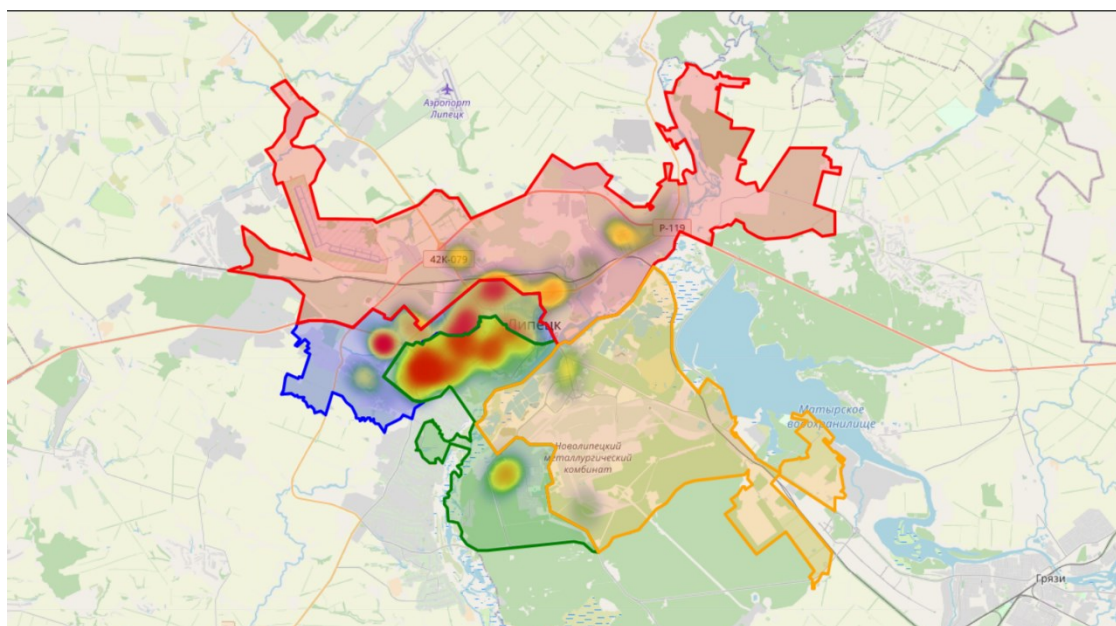 Аэропорт
Липецк
Р-119
42К-079
Липецк
Матырское
водохранилище
Новолипецкий
металлургический
комбинат
Грязи